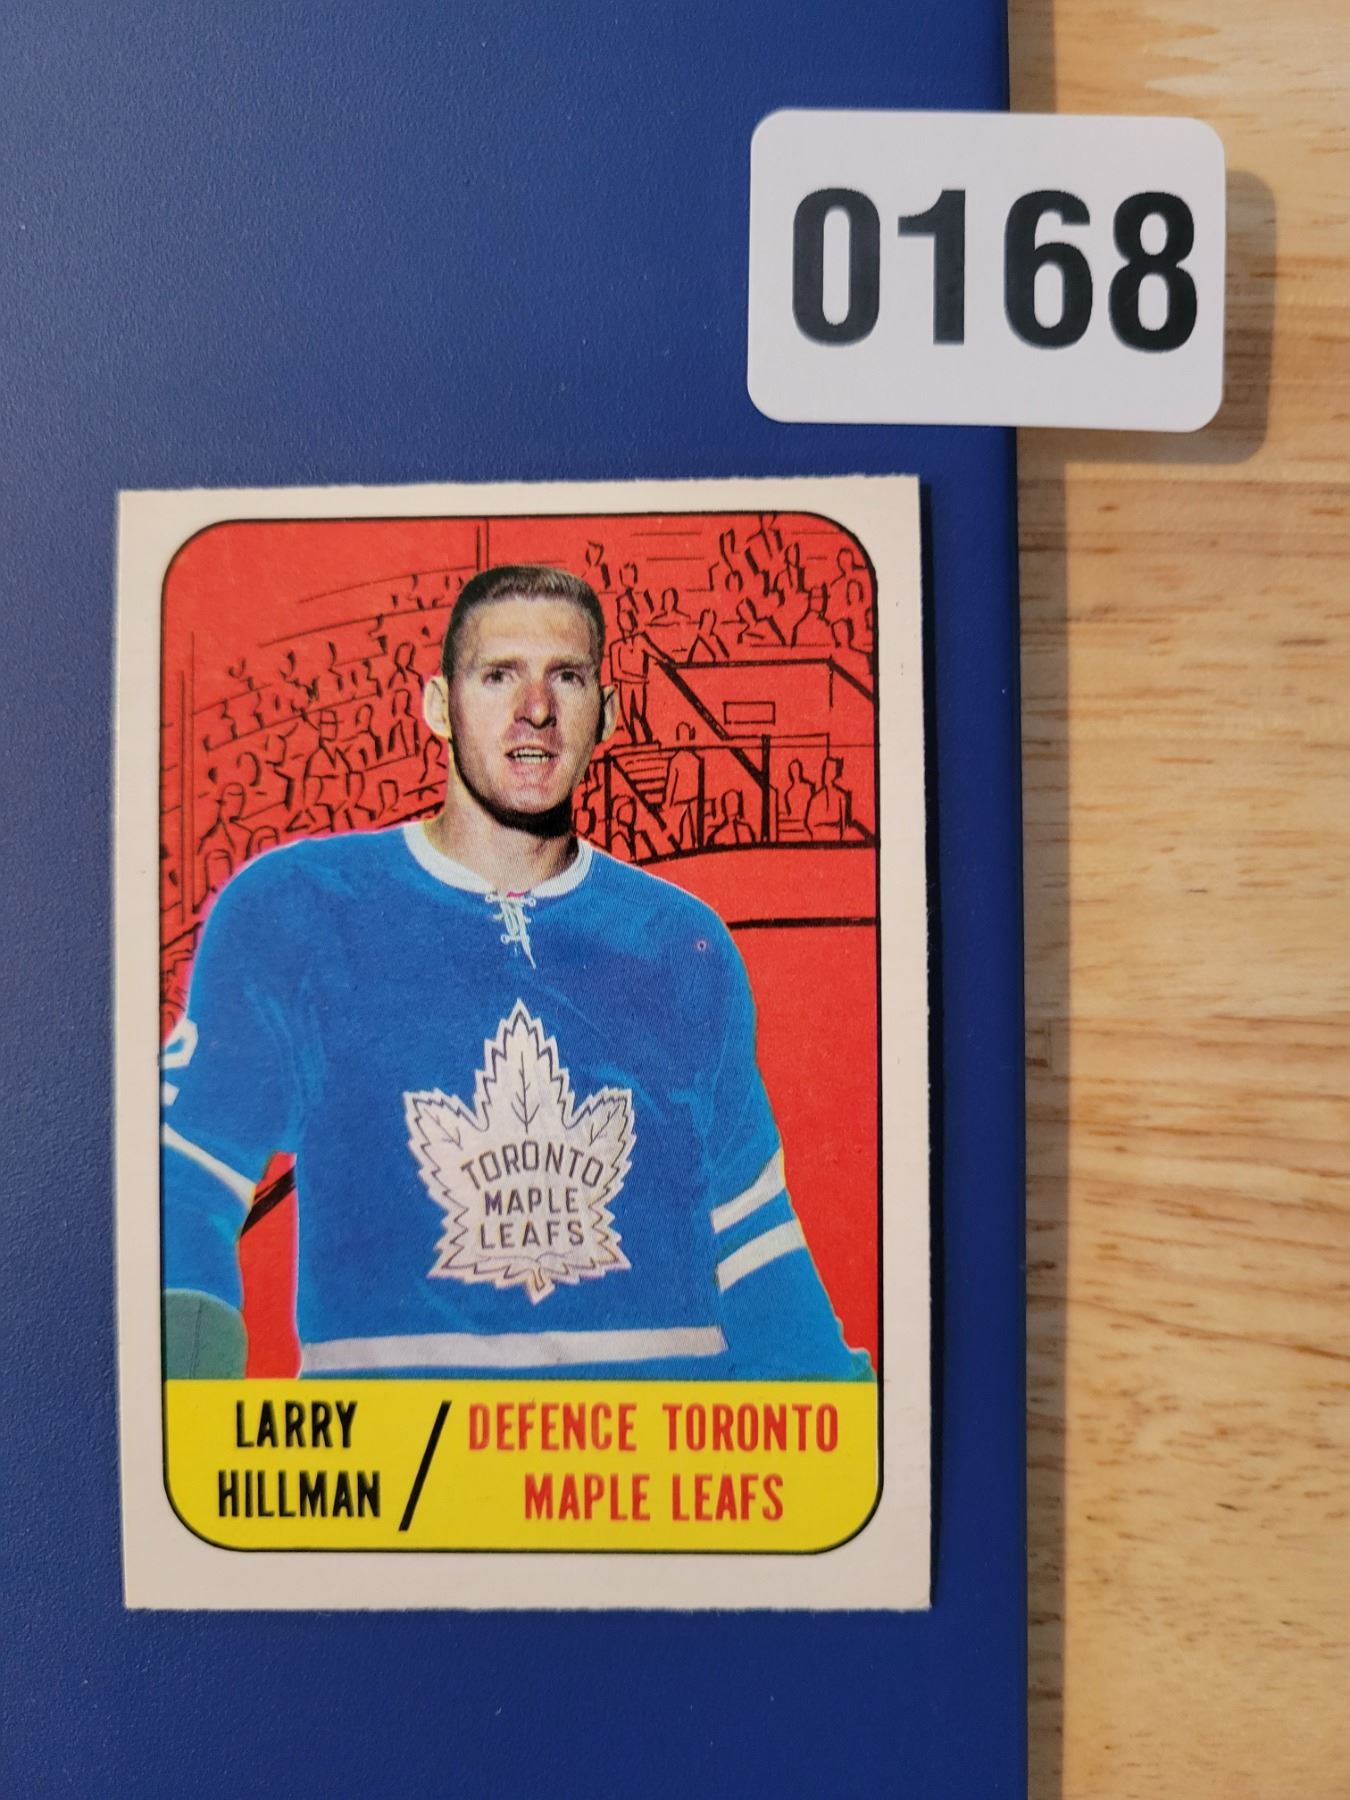 0168
TORONTO
MAPLE
LEAFS
LARRY
HILLMAN
DEFENCE TORONTO
MAPLE LEAFS